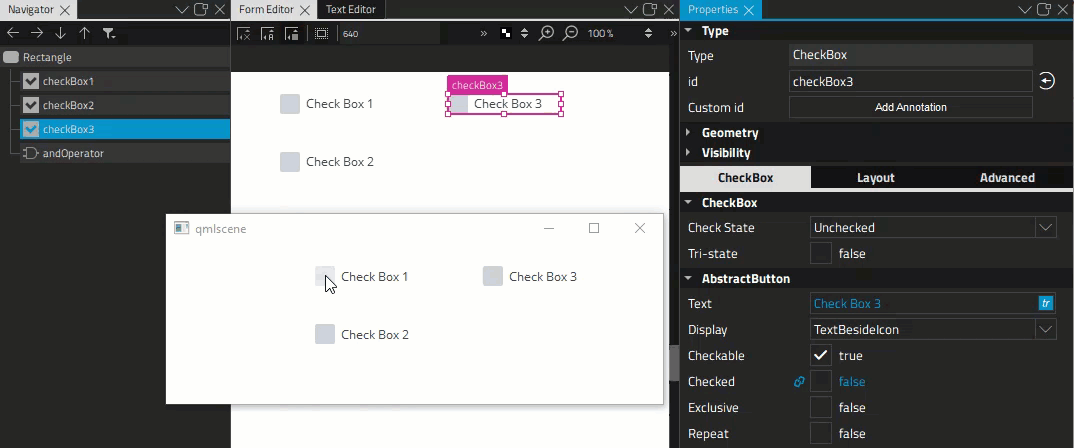 Navigator
Form Editor
Text Editor
Properties
640
100 %
Rectangle
checkBox1
checkBox2
checkBox3
andOperator
checkBox3
Check Box 1
Check Box 3
Check Box 2
qmlscene
Check Box 1
Check Box 3
Check Box 2
Type
Type CheckBox
id checkBox3
Custom id Add Annotation
Geometry
Visibility
CheckBox Layout Advanced
CheckBox
Check State Unchecked
Tri-state false
AbstractButton
Text Check Box 3 tr
Display TextBesideIcon
Checkable true
Checked false
Exclusive false
Repeat false